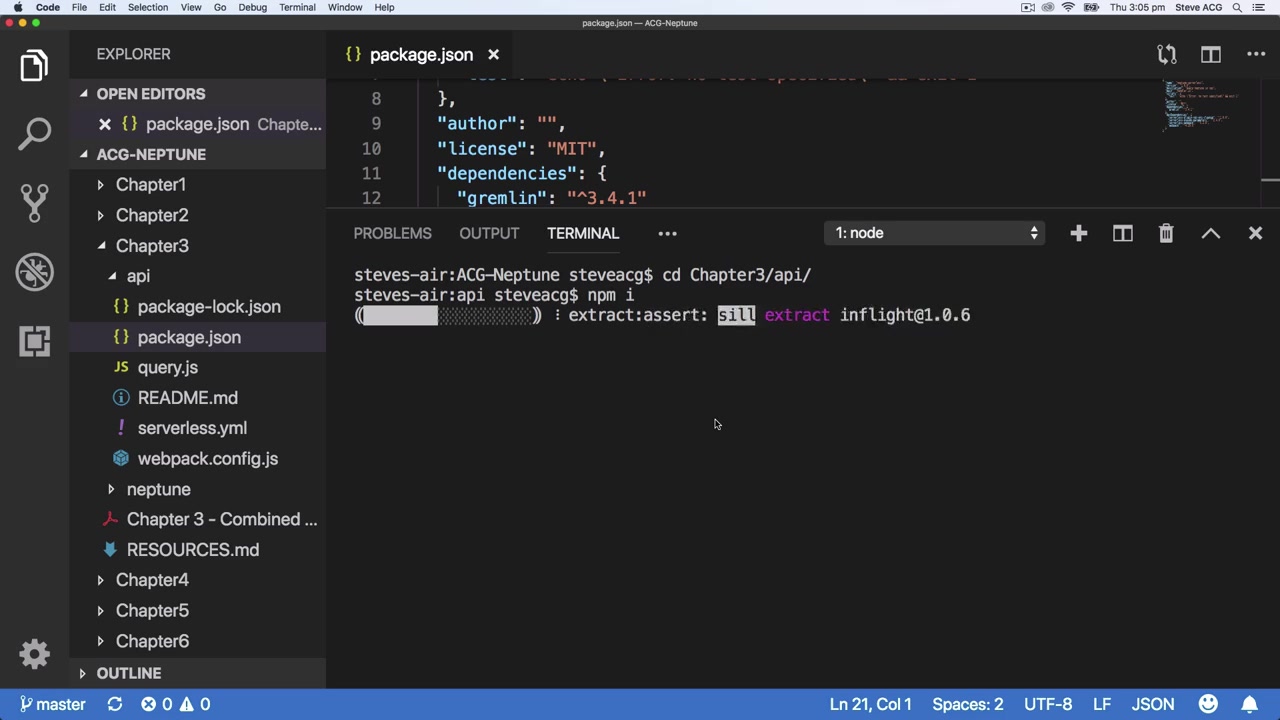 Code File Edit Selection View Go Debug Terminal Window Help Thu 3:05 pm Steve ACG
package.json — ACG-Neptune
EXPLORER
OPEN EDITORS
package.json Chapte...
ACG-NEPTUNE
Chapter1
Chapter2
Chapter3
api
{} package-lock.json
{} package.json
JS query.js
README.md
! serverless.yml
webpack.config.js
neptune
Chapter 3 - Combined ...
RESOURCES.md
Chapter4
Chapter5
Chapter6
OUTLINE
{} package.json
8 },
9 "author": "",
10 "license": "MIT",
11 "dependencies": {
12 "gremlin": "^3.4.1"
PROBLEMS OUTPUT TERMINAL ... 1: node
steves-air:ACG-Neptune steveacg$ cd Chapter3/api/
steves-air:api steveacg$ npm i
extract:assert: sill extract inflight@1.0.6
master 0 0 Ln 21, Col 1 Spaces: 2 UTF-8 LF JSON